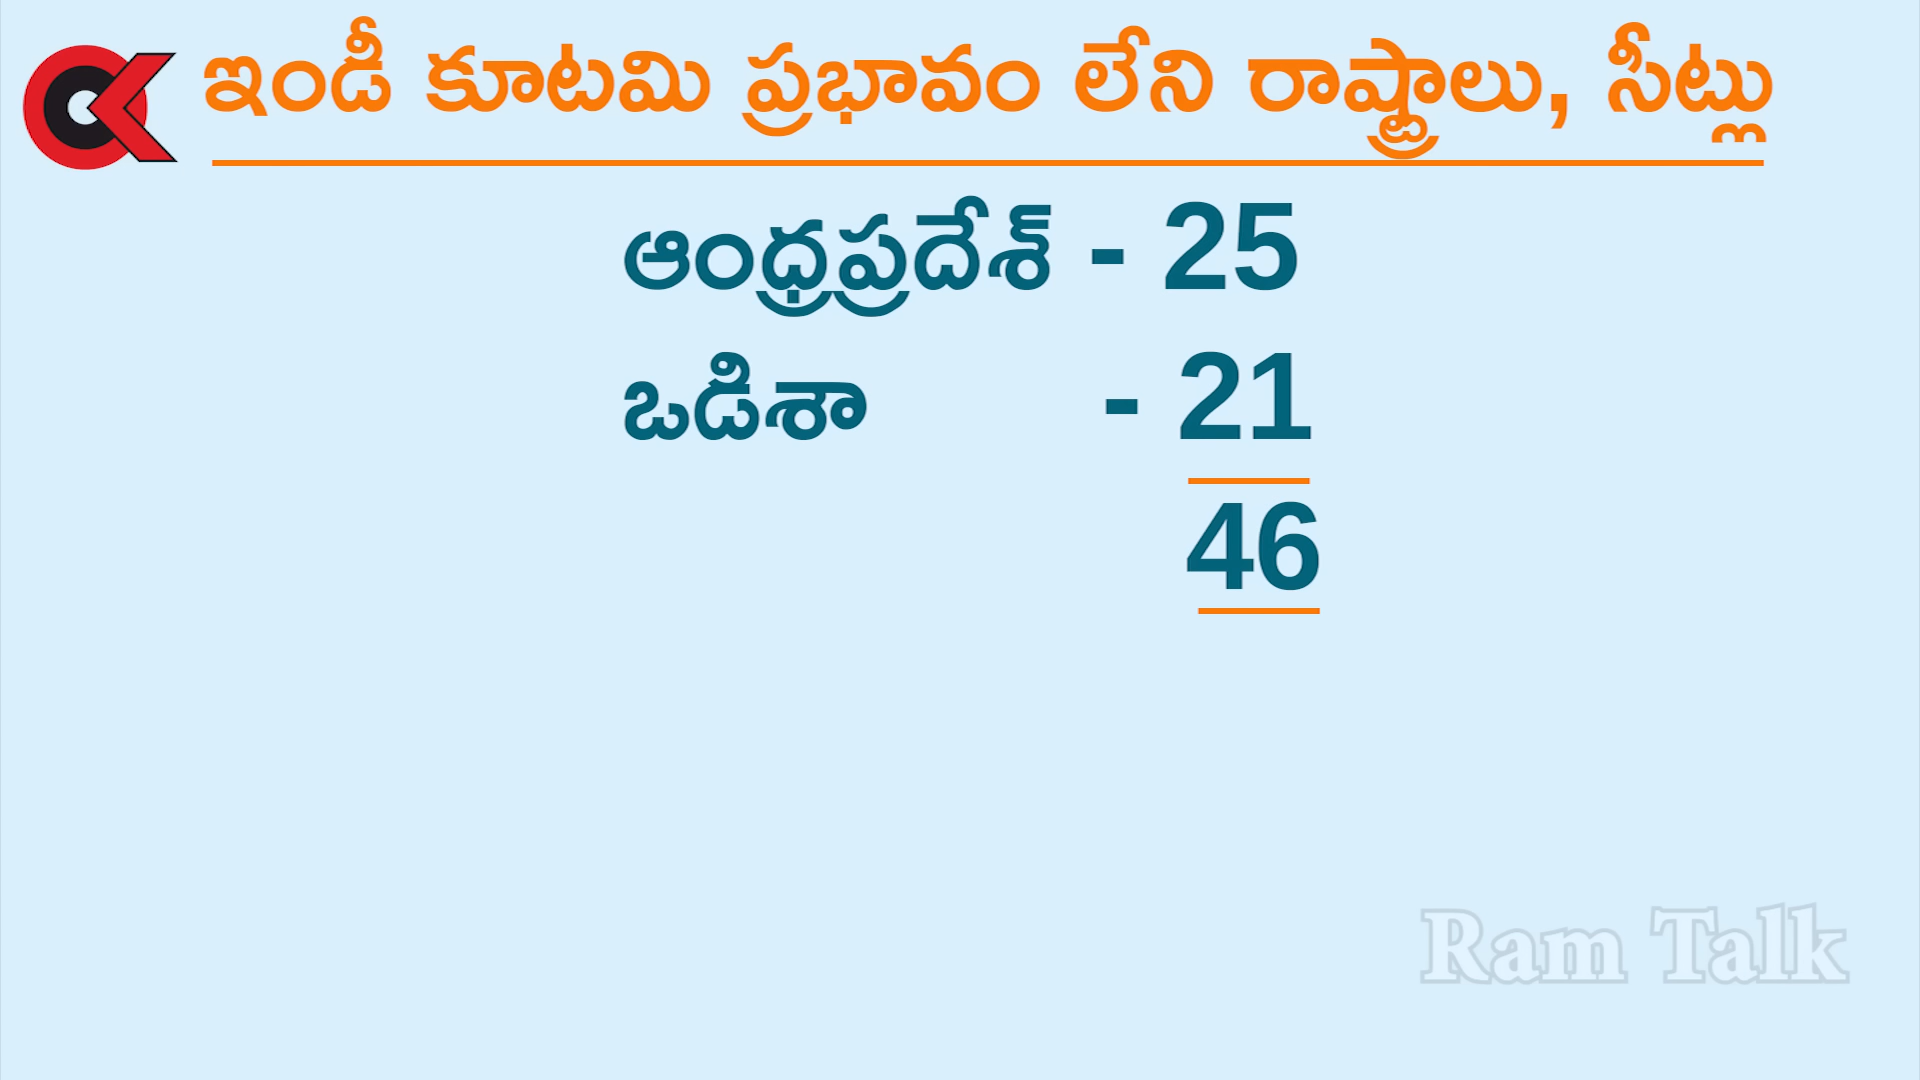 ఇండీ కూటమి ప్రభావం లేని రాష్ట్రాలు, సీట్లు
ఆంధ్రప్రదేశ్ - 25
ఒడిశా - 21
46
Ram Talk